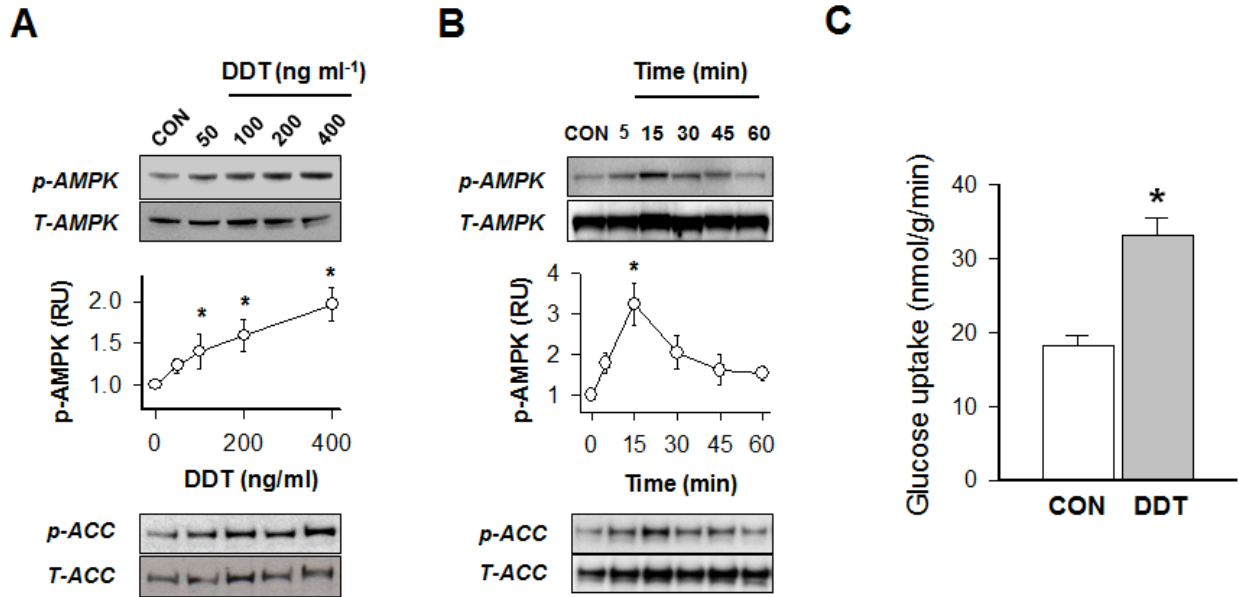 A
DDT (ng ml-1)
CON 50 100 200 400
p-AMPK
T-AMPK
*
*
*
2.0
1.5
1.0
p-AMPK (RU)
0 200 400
DDT (ng/ml)
p-ACC
T-ACC
B
Time (min)
CON 5 15 30 45 60
p-AMPK
T-AMPK
*
4
3
2
1
p-AMPK (RU)
0 15 30 45 60
Time (min)
p-ACC
T-ACC
C
*
40
30
20
10
0
Glucose uptake (nmol/g/min)
CON DDT